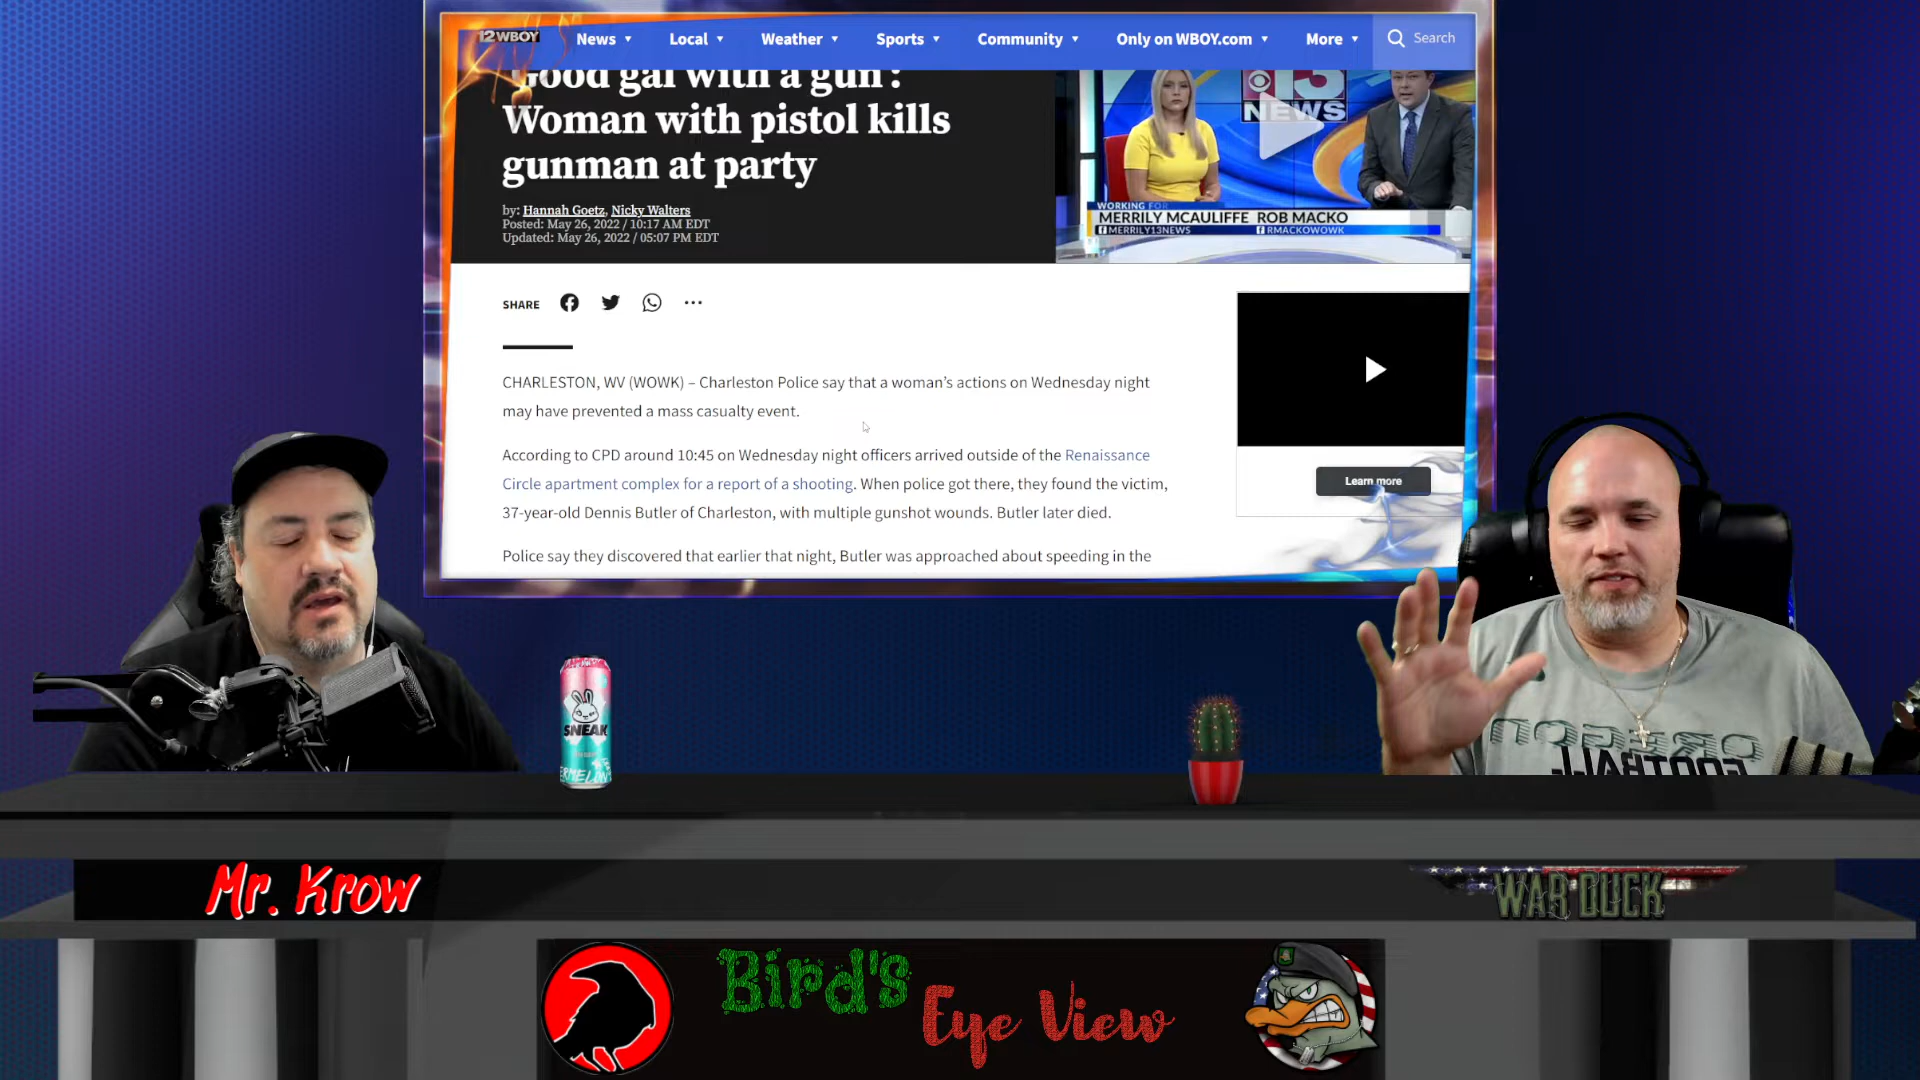 12WBOY
News
Local
Weather
Sports
Community
Only on WBOY.com
More
Search
'Good gal with a gun':
Woman with pistol kills
gunman at party
by: Hannah Goetz, Nicky Walters
Posted: May 26, 2022 / 10:17 AM EDT
Updated: May 26, 2022 / 05:07 PM EDT
13
NEWS
WORKING FOR
MERRILY MCAULIFFE ROB MACKO
MERRILY13NEWS
RMACKOWOWK
SHARE
CHARLESTON, WV (WOWK) – Charleston Police say that a woman's actions on Wednesday night
may have prevented a mass casualty event.
According to CPD around 10:45 on Wednesday night officers arrived outside of the Renaissance
Circle apartment complex for a report of a shooting. When police got there, they found the victim,
37-year-old Dennis Butler of Charleston, with multiple gunshot wounds. Butler later died.
Police say they discovered that earlier that night, Butler was approached about speeding in the
Learn more
SNEAK
OREGON
FOOTBALL
Mr. Krow
WAR DUCK
Bird's
Eye View